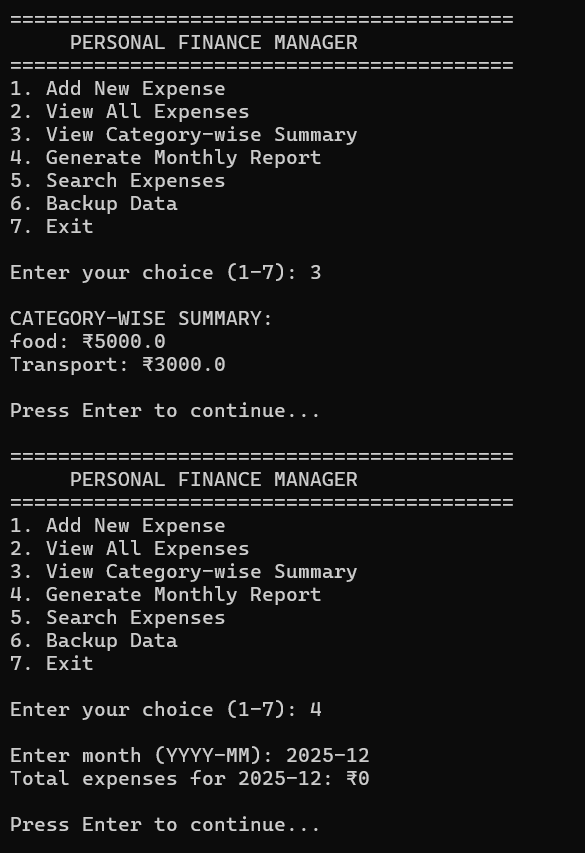 ==========================================
     PERSONAL FINANCE MANAGER
==========================================
1. Add New Expense
2. View All Expenses
3. View Category-wise Summary
4. Generate Monthly Report
5. Search Expenses
6. Backup Data
7. Exit

Enter your choice (1-7): 3

CATEGORY-WISE SUMMARY:
food: ₹5000.0
Transport: ₹3000.0

Press Enter to continue...

==========================================
     PERSONAL FINANCE MANAGER
==========================================
1. Add New Expense
2. View All Expenses
3. View Category-wise Summary
4. Generate Monthly Report
5. Search Expenses
6. Backup Data
7. Exit

Enter your choice (1-7): 4

Enter month (YYYY-MM): 2025-12
Total expenses for 2025-12: ₹0

Press Enter to continue...